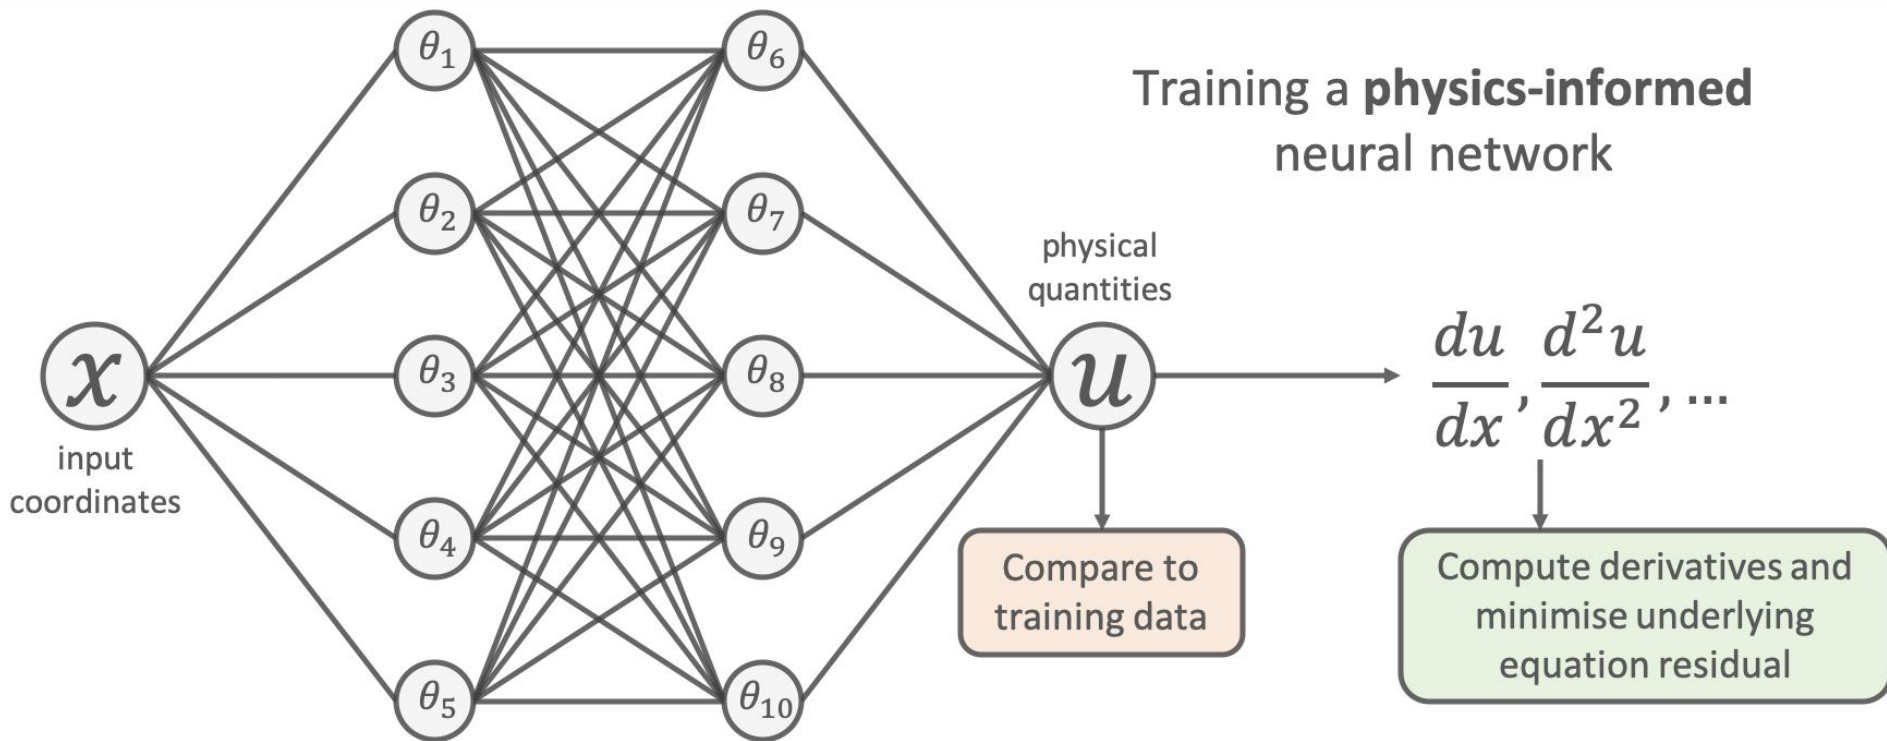 Training a physics-informed
neural network
x
input
coordinates
θ₁
θ₂
θ₃
θ₄
θ₅
θ₆
θ₇
θ₈
θ₉
θ₁₀
physical
quantities
u
du/dx, d²u/dx², ...
Compare to
training data
Compute derivatives and
minimise underlying
equation residual